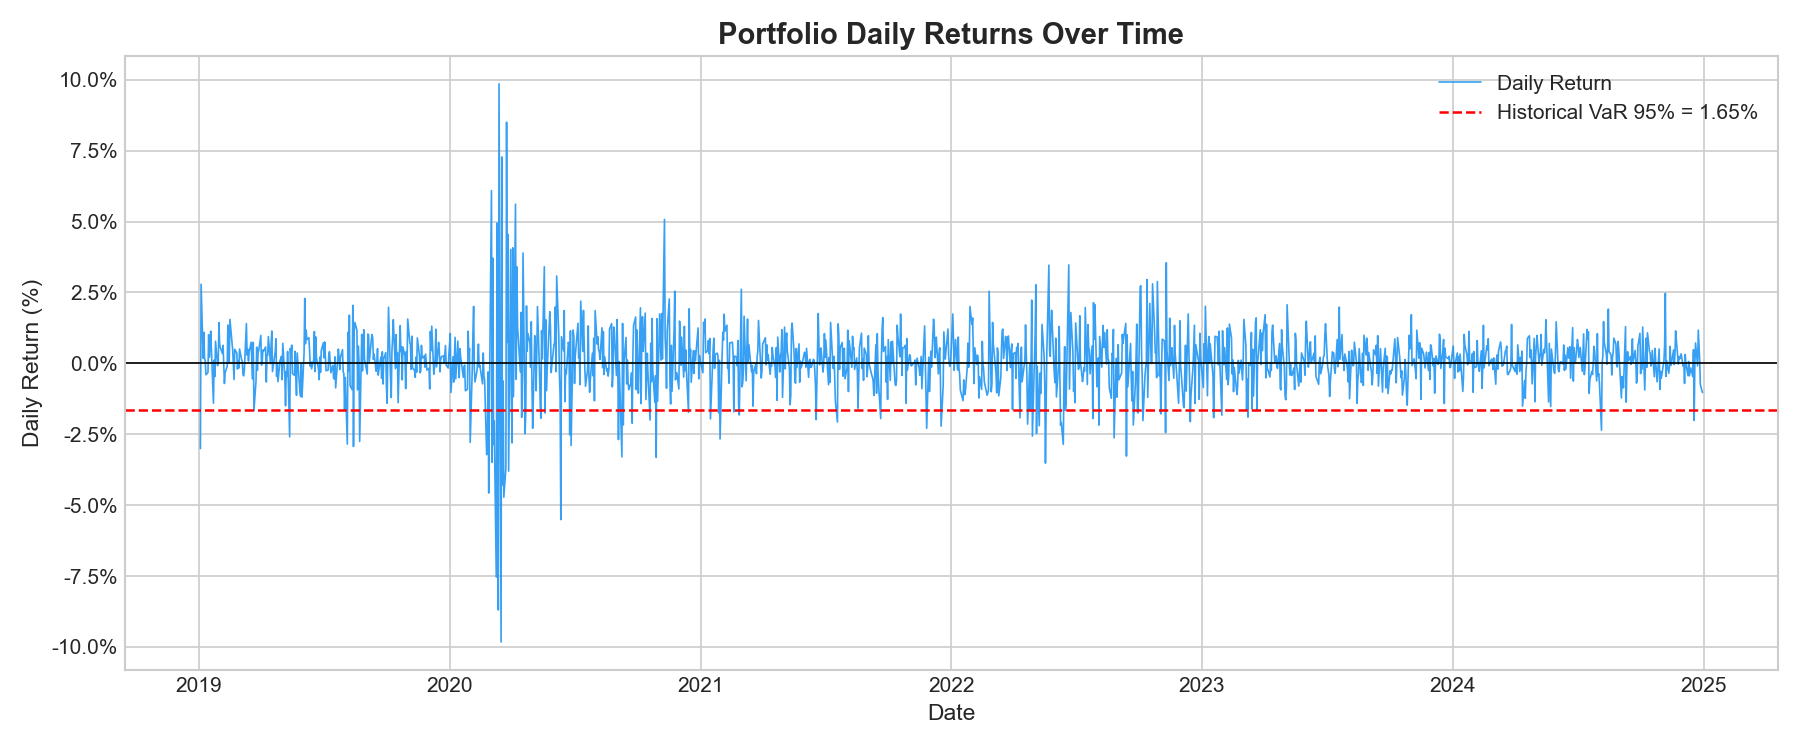 Portfolio Daily Returns Over Time
Daily Return
Historical VaR 95% = 1.65%
Daily Return (%)
10.0%
7.5%
5.0%
2.5%
0.0%
-2.5%
-5.0%
-7.5%
-10.0%
2019 2020 2021 2022 2023 2024 2025
Date